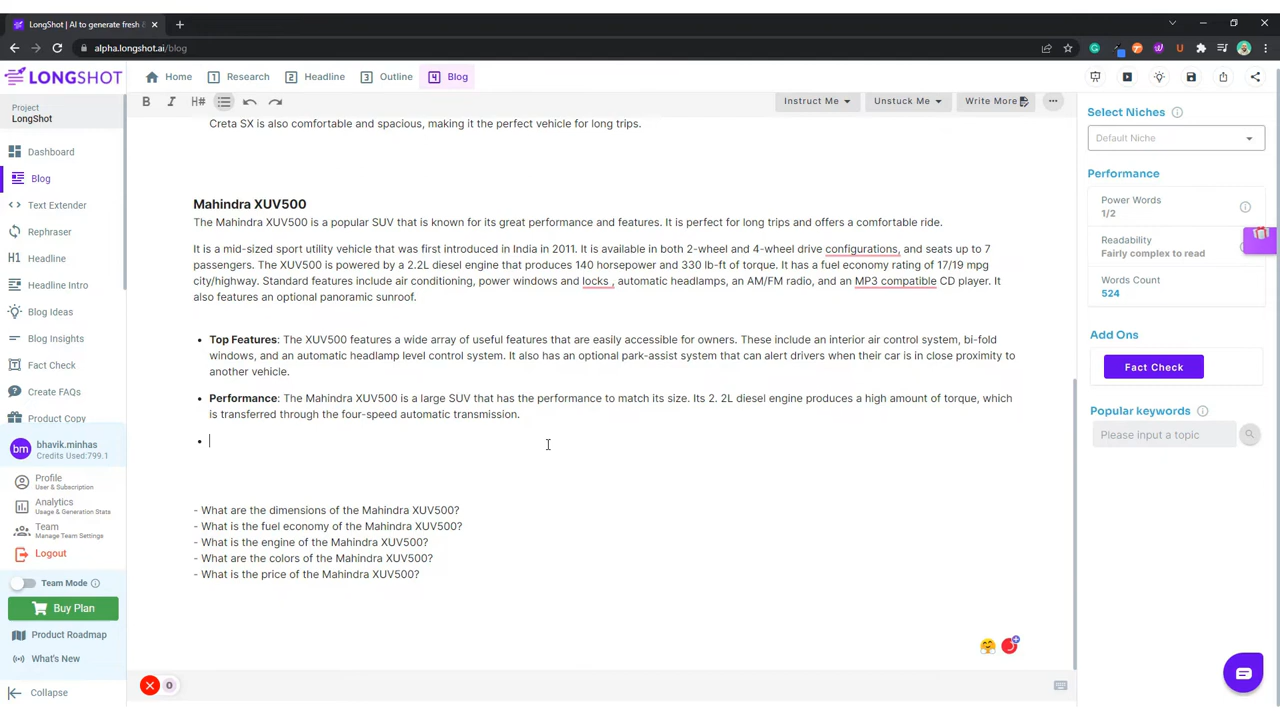 LongShot | AI to generate fresh &
alpha.longshot.ai/blog
LONGSHOT
Home
1 Research
2 Headline
3 Outline
4 Blog
Project
LongShot
Dashboard
Blog
Text Extender
Rephraser
H1 Headline
Headline Intro
Blog Ideas
Blog Insights
Fact Check
Create FAQs
Product Copy
bm
bhavik.minhas
Credits Used:799.1
Profile
User & Subscription
Analytics
Usage & Generation Stats
Team
Manage Team Settings
Logout
Team Mode
Buy Plan
Product Roadmap
What's New
Collapse
B I H#
Instruct Me
Unstuck Me
Write More
Creta SX is also comfortable and spacious, making it the perfect vehicle for long trips.
Mahindra XUV500
The Mahindra XUV500 is a popular SUV that is known for its great performance and features. It is perfect for long trips and offers a comfortable ride.
It is a mid-sized sport utility vehicle that was first introduced in India in 2011. It is available in both 2-wheel and 4-wheel drive configurations, and seats up to 7
passengers. The XUV500 is powered by a 2.2L diesel engine that produces 140 horsepower and 330 lb-ft of torque. It has a fuel economy rating of 17/19 mpg
city/highway. Standard features include air conditioning, power windows and locks , automatic headlamps, an AM/FM radio, and an MP3 compatible CD player. It
also features an optional panoramic sunroof.
• Top Features: The XUV500 features a wide array of useful features that are easily accessible for owners. These include an interior air control system, bi-fold
windows, and an automatic headlamp level control system. It also has an optional park-assist system that can alert drivers when their car is in close proximity to
another vehicle.
• Performance: The Mahindra XUV500 is a large SUV that has the performance to match its size. Its 2. 2L diesel engine produces a high amount of torque, which
is transferred through the four-speed automatic transmission.
•
- What are the dimensions of the Mahindra XUV500?
- What is the fuel economy of the Mahindra XUV500?
- What is the engine of the Mahindra XUV500?
- What are the colors of the Mahindra XUV500?
- What is the price of the Mahindra XUV500?
0
Select Niches
Default Niche
Performance
Power Words
1/2
Readability
Fairly complex to read
Words Count
524
Add Ons
Fact Check
Popular keywords
Please input a topic